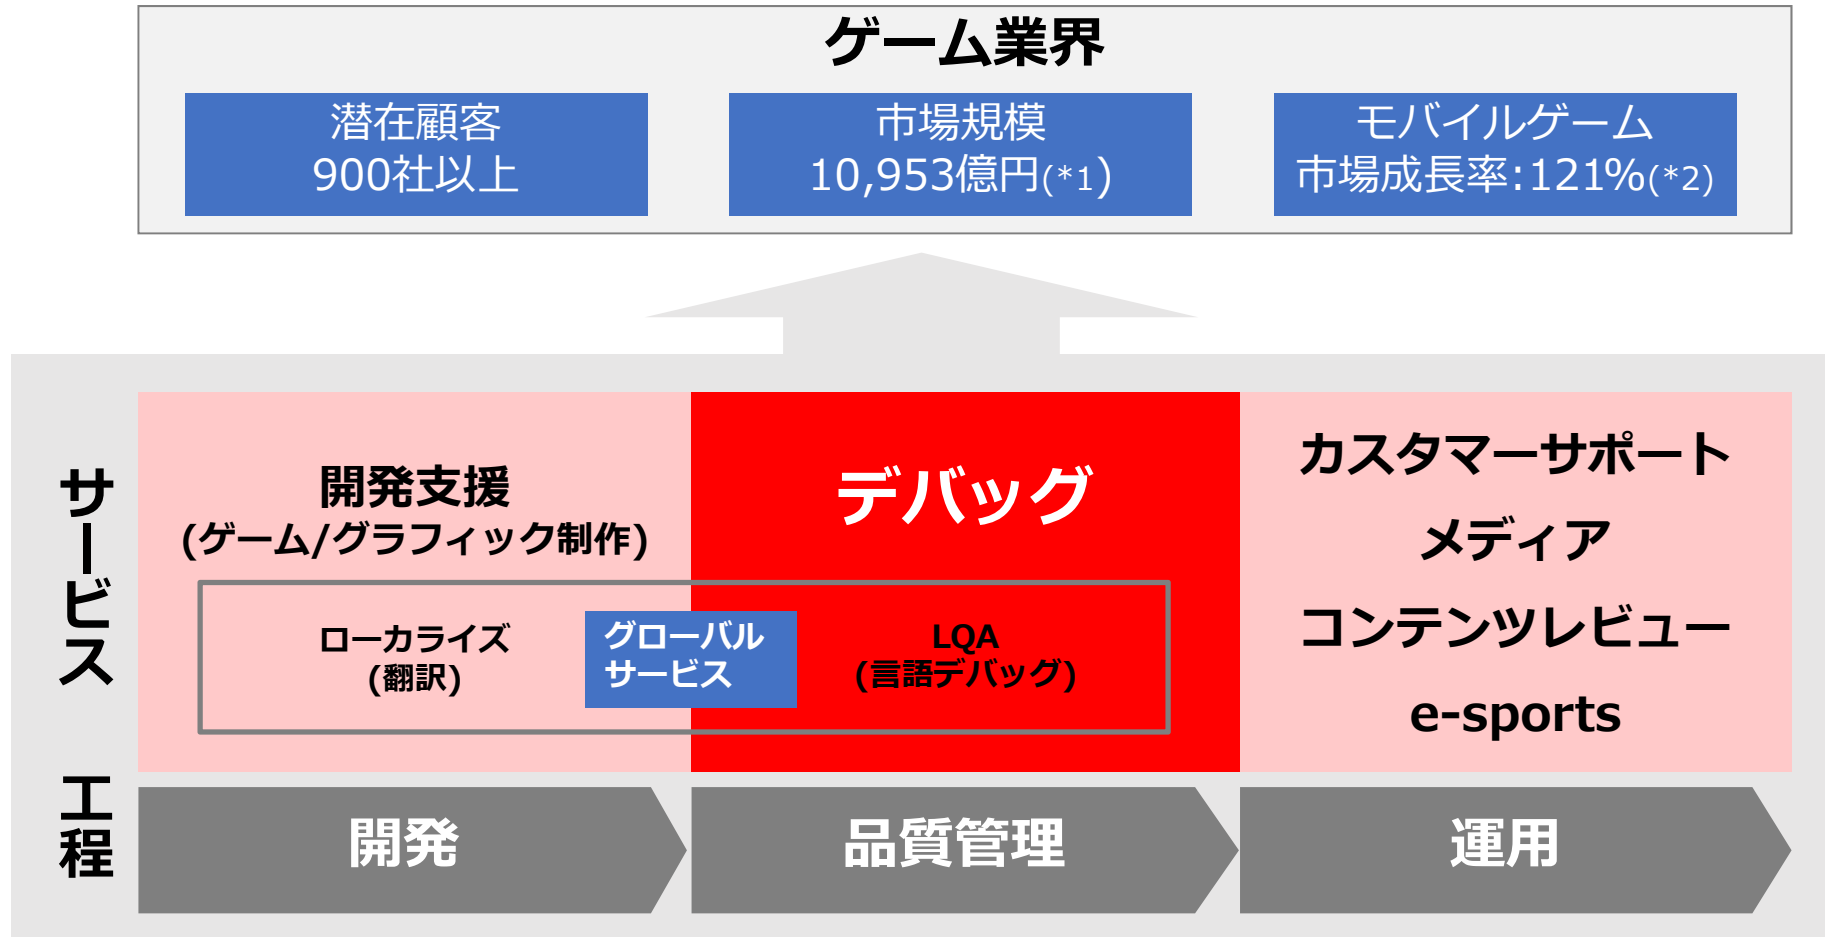 ゲーム業界
潜在顧客
900社以上
市場規模
10,953億円(*1)
モバイルゲーム
市場成長率:121%(*2)
サービス
開発支援
(ゲーム/グラフィック制作)
ローカライズ
(翻訳)
グローバル
サービス
デバッグ
LQA
(言語デバッグ)
カスタマーサポート
メディア
コンテンツレビュー
e-sports
工程
開発
品質管理
運用